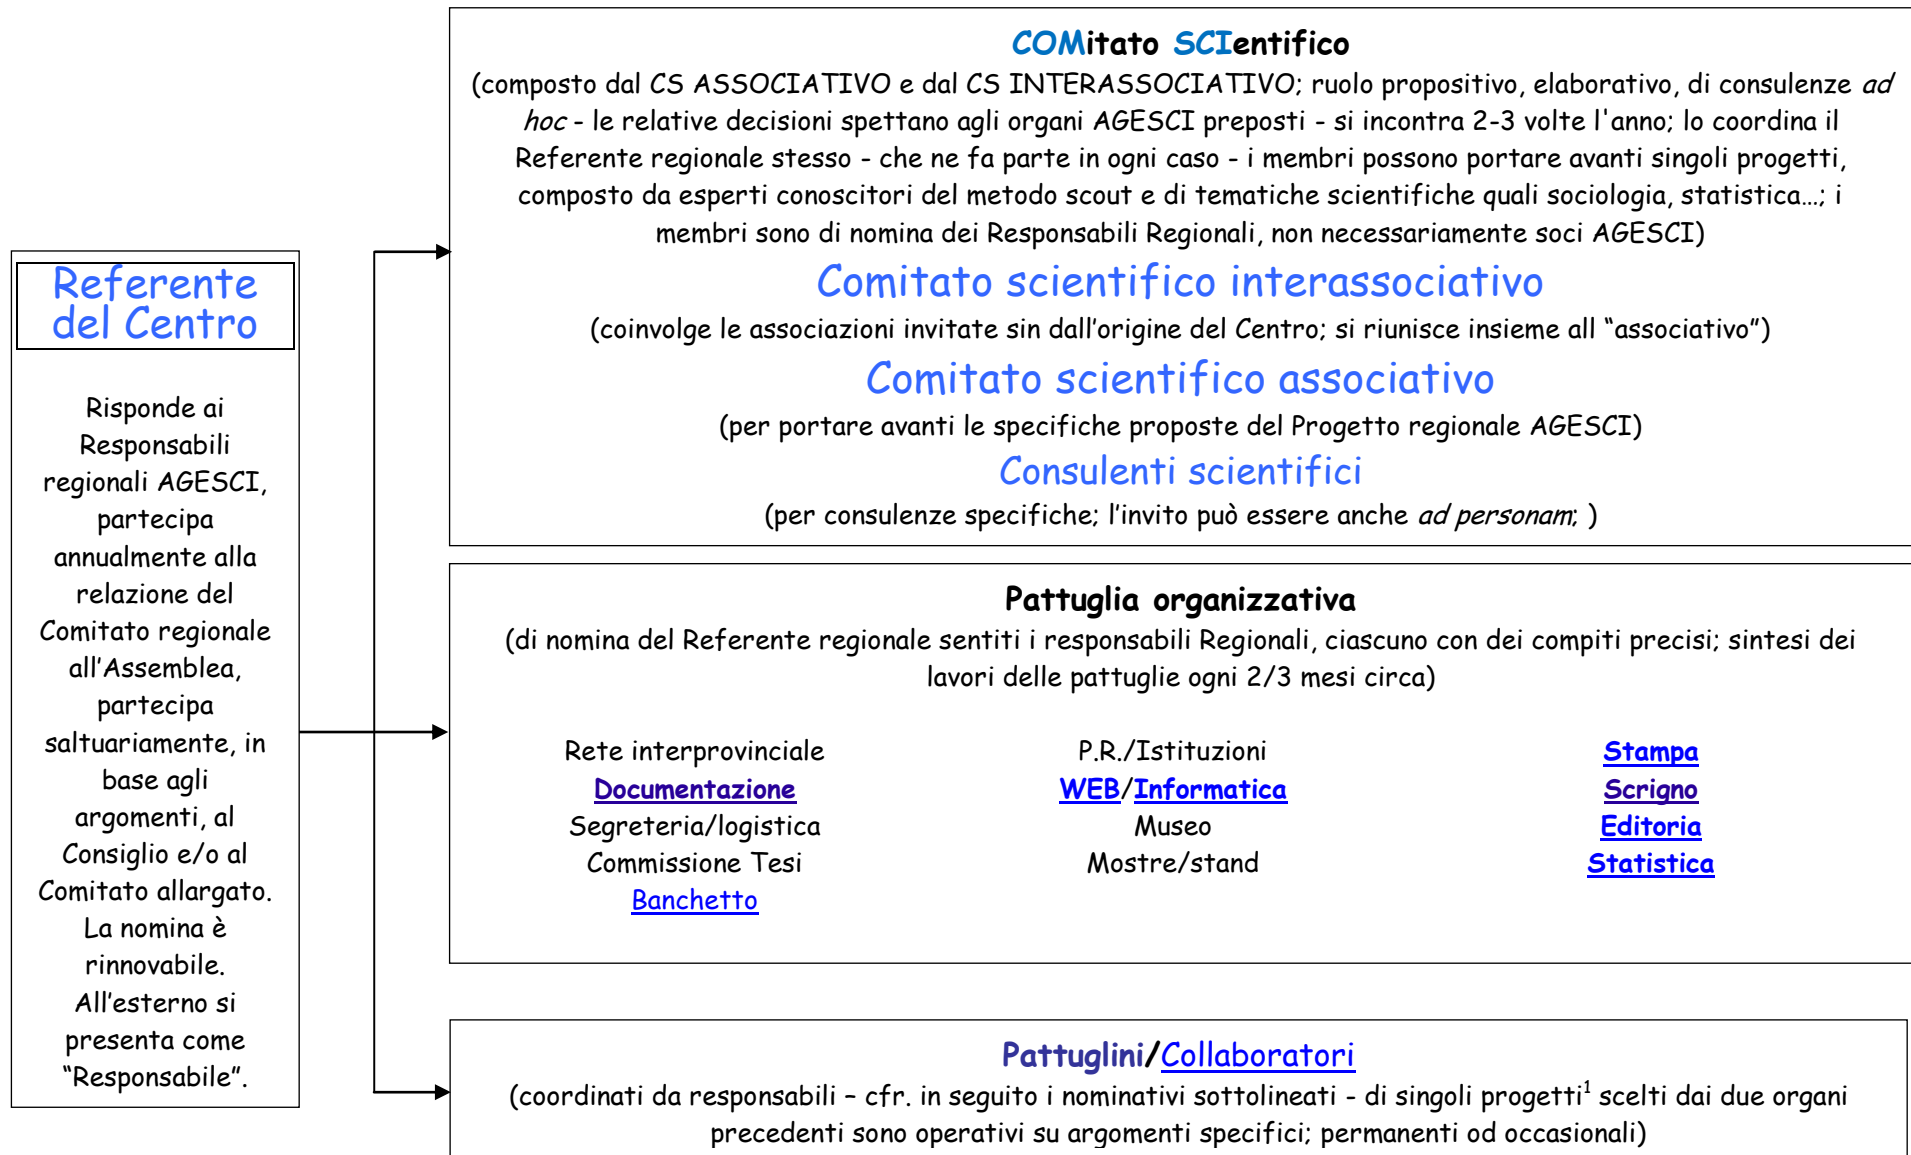 Referente
del Centro
Risponde ai
Responsabili
regionali AGESCI,
partecipa
annualmente alla
relazione del
Comitato regionale
all'Assemblea,
partecipa
saltuariamente, in
base agli
argomenti, al
Consiglio e/o al
Comitato allargato.
La nomina è
rinnovabile.
All'esterno si
presenta come
"Responsabile".
COMitato SCIentifico
(composto dal CS ASSOCIATIVO e dal CS INTERASSOCIATIVO; ruolo propositivo, elaborativo, di consulenze ad
hoc - le relative decisioni spettano agli organi AGESCI preposti - si incontra 2-3 volte l'anno; lo coordina il
Referente regionale stesso - che ne fa parte in ogni caso - i membri possono portare avanti singoli progetti,
composto da esperti conoscitori del metodo scout e di tematiche scientifiche quali sociologia, statistica…; i
membri sono di nomina dei Responsabili Regionali, non necessariamente soci AGESCI)
Comitato scientifico interassociativo
(coinvolge le associazioni invitate sin dall'origine del Centro; si riunisce insieme all "associativo")
Comitato scientifico associativo
(per portare avanti le specifiche proposte del Progetto regionale AGESCI)
Consulenti scientifici
(per consulenze specifiche; l'invito può essere anche ad personam; )
Pattuglia organizzativa
(di nomina del Referente regionale sentiti i responsabili Regionali, ciascuno con dei compiti precisi; sintesi dei
lavori delle pattuglie ogni 2/3 mesi circa)
Rete interprovinciale
Documentazione
Segreteria/logistica
Commissione Tesi
Banchetto
P.R./Istituzioni
WEB/Informatica
Museo
Mostre/stand
Stampa
Scrigno
Editoria
Statistica
Pattuglini/Collaboratori
(coordinati da responsabili – cfr. in seguito i nominativi sottolineati - di singoli progetti¹ scelti dai due organi
precedenti sono operativi su argomenti specifici; permanenti od occasionali)